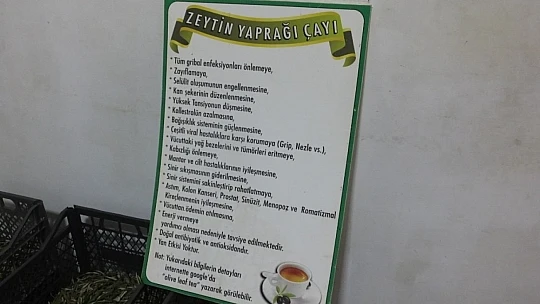 ZEYTİN YAPRAĞI ÇAYI
* Tüm gribal enfeksiyonları önlemeye,
* Zayıflamaya,
* Selülit oluşumunun engellenmesine,
* Kan şekerinin düzenlenmesine,
* Yüksek Tansiyonun düşmesine,
* Kollestrolün azalmasına,
* Bağışıklık sisteminin güçlenmesine,
* Çeşitli viral hastalıklara karşı korumaya (Grip, Nezle vs.),
* Vücuttaki yağ bezelerini ve tümörleri eritmeye,
* Kabızlığı önlemeye,
* Mantar ve cilt hastalıklarının iyileşmesine,
* Sinir sıkışmasının giderilmesine,
* Sinir sistemini sakinleştirip rahatlatmaya,
* Astım, Kolon Kanseri, Prostat, Sinüzit, Menopoz ve Romatizmal
Kireçlenmenin iyileşmesine,
* Vücuttan ödemin atılmasına,
* Enerji vermeye
yardımcı olması nedeniyle tavsiye edilmektedir.
* Doğal antibiyotik ve antioksidandır.
* Yan Etkisi Yoktur.
Not: Yukarıdaki bilgilerin detayları
internette google'da
"olive leaf tea" yazarak görülebilir.